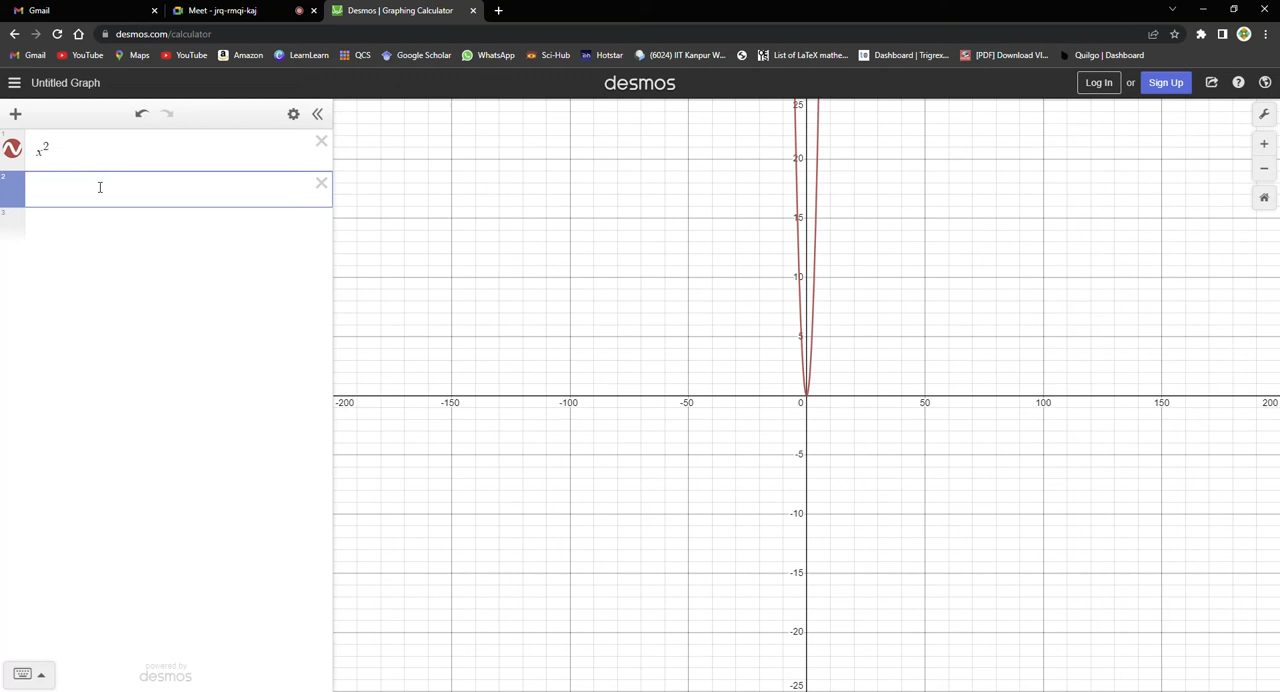 Gmail
Meet - jrq-rmqi-kaj
Desmos | Graphing Calculator
desmos.com/calculator
Gmail YouTube Maps YouTube Amazon LearnLearn QCS Google Scholar WhatsApp Sci-Hub Hotstar (6024) IIT Kanpur W... List of LaTeX mathe... Dashboard | Trigrex... [PDF] Download VI... Quilgo | Dashboard
Untitled Graph
desmos
Log In or Sign Up
1
x²
2
3
25
20
15
10
5
-200 -150 -100 -50 0 50 100 150 200
-5
-10
-15
-20
-25
powered by
desmos